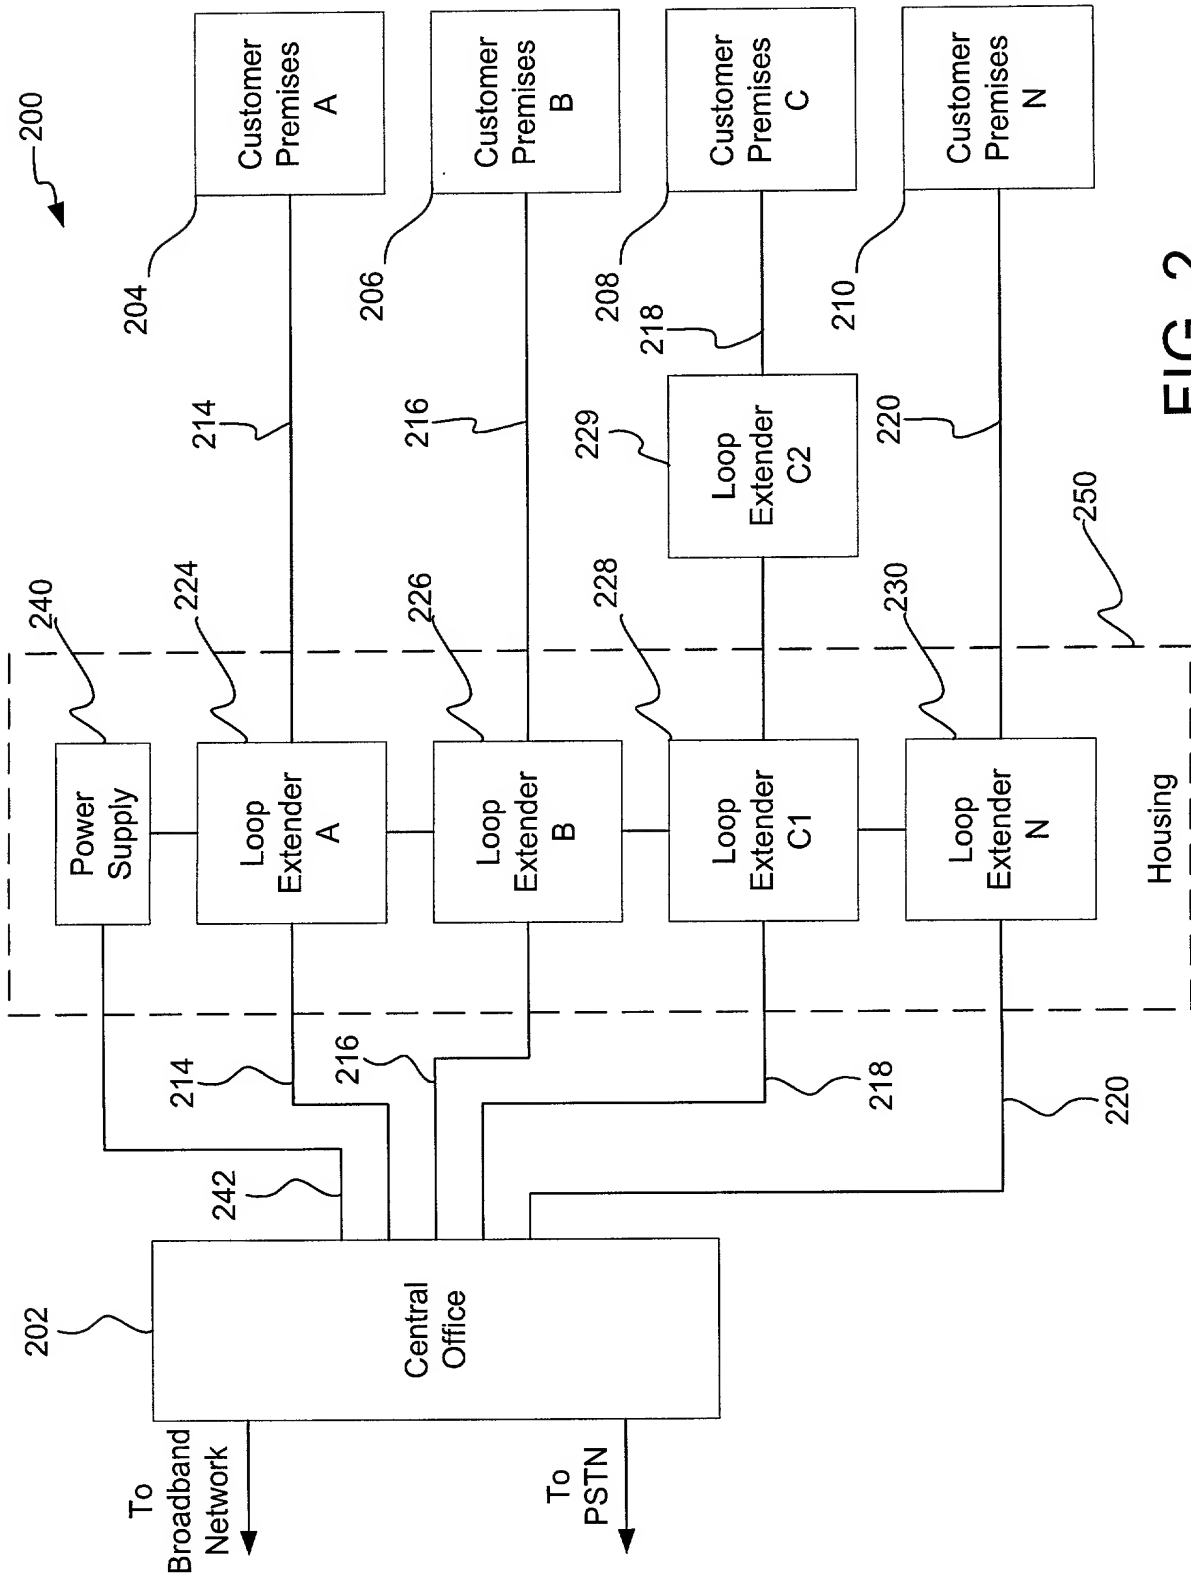 200
Customer
Premises
A
Customer
Premises
B
Customer
Premises
C
Customer
Premises
N
204
206
208
210
214
216
218
220
229
Loop
Extender
C2
240
224
226
228
230
250
Power
Supply
Loop
Extender
A
Loop
Extender
B
Loop
Extender
C1
Loop
Extender
N
Housing
242
214
216
218
220
202
Central
Office
To
Broadband
Network
To
PSTN
FIG. 2